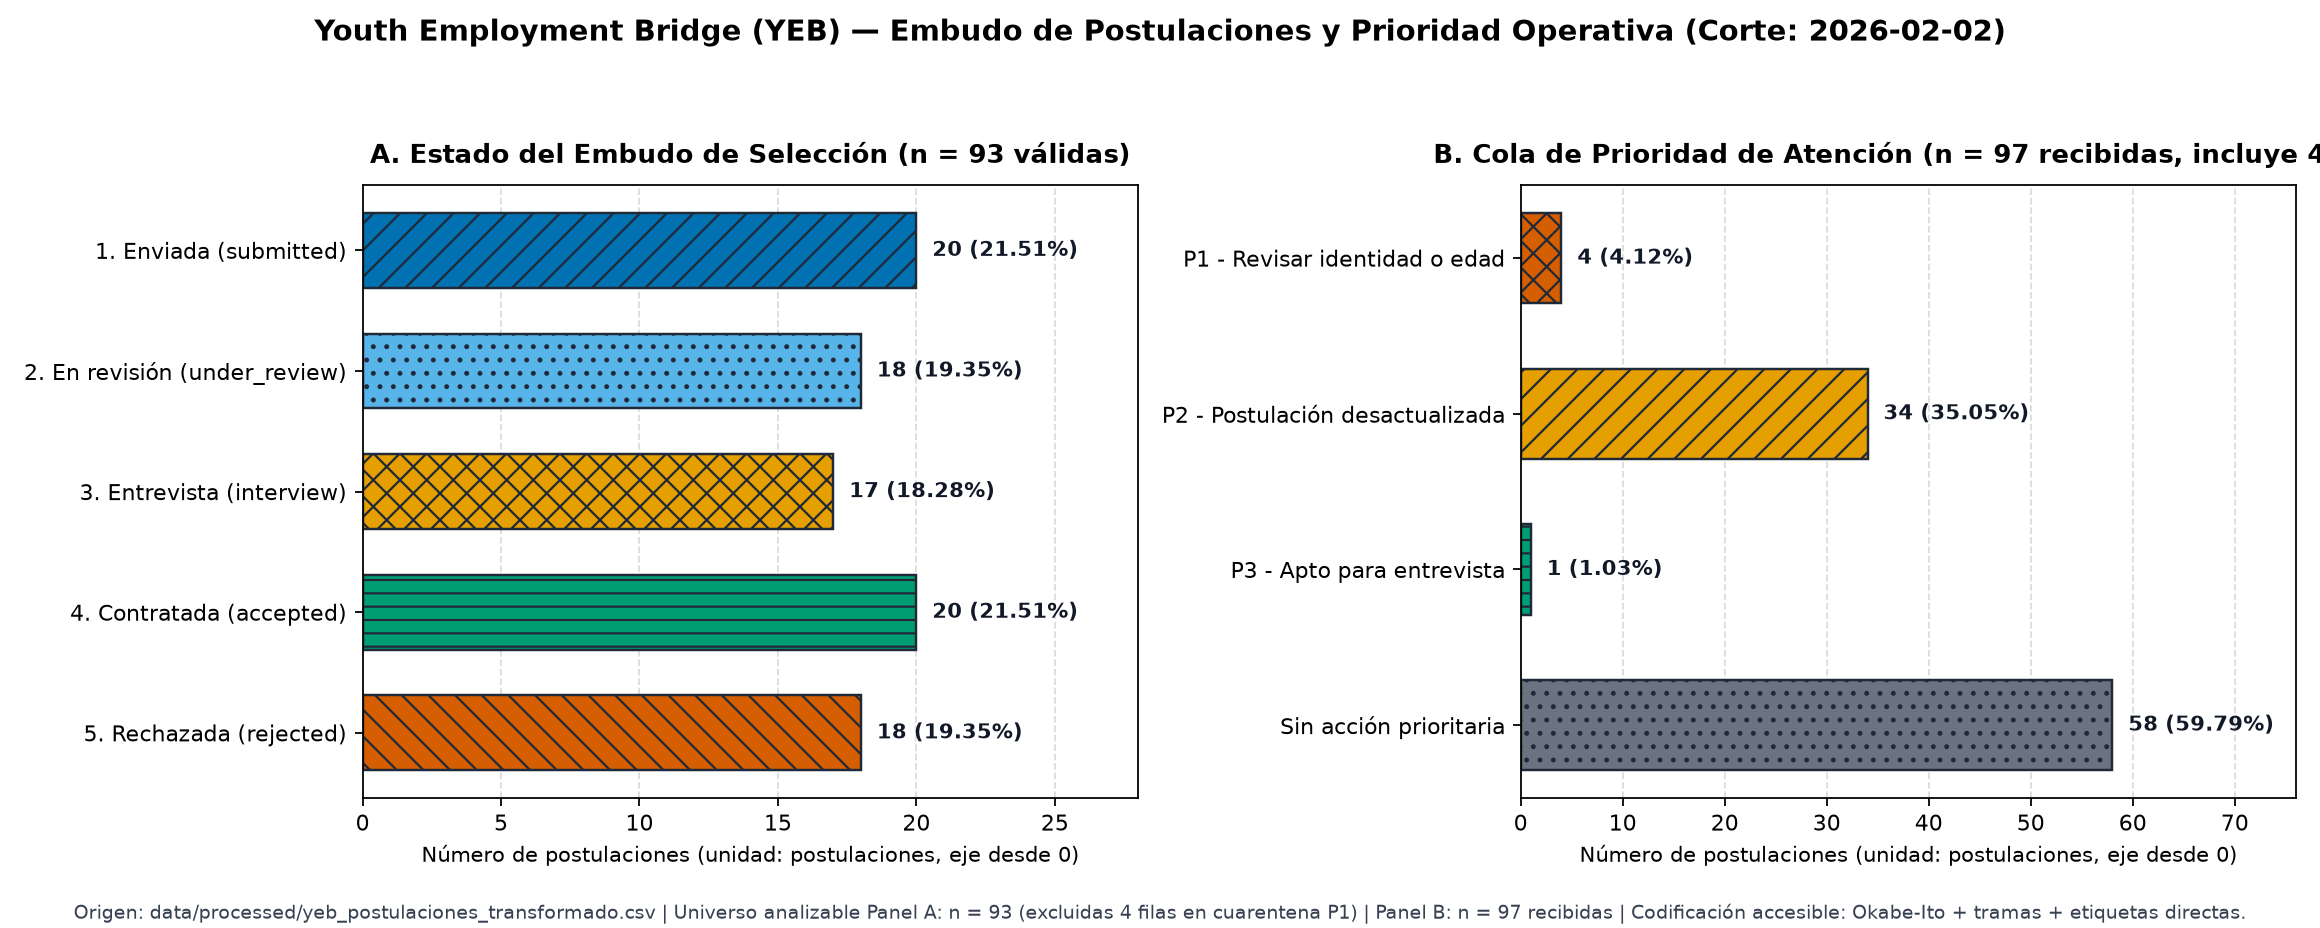 Youth Employment Bridge (YEB) — Embudo de Postulaciones y Prioridad Operativa (Corte: 2026-02-02)
A. Estado del Embudo de Selección (n = 93 válidas)
1. Enviada (submitted)
20 (21.51%)
2. En revisión (under_review)
18 (19.35%)
3. Entrevista (interview)
17 (18.28%)
4. Contratada (accepted)
20 (21.51%)
5. Rechazada (rejected)
18 (19.35%)
0 5 10 15 20 25
Número de postulaciones (unidad: postulaciones, eje desde 0)
B. Cola de Prioridad de Atención (n = 97 recibidas, incluye 4
P1 - Revisar identidad o edad
4 (4.12%)
P2 - Postulación desactualizada
34 (35.05%)
P3 - Apto para entrevista
1 (1.03%)
Sin acción prioritaria
58 (59.79%)
0 10 20 30 40 50 60 70
Número de postulaciones (unidad: postulaciones, eje desde 0)
Origen: data/processed/yeb_postulaciones_transformado.csv | Universo analizable Panel A: n = 93 (excluidas 4 filas en cuarentena P1) | Panel B: n = 97 recibidas | Codificación accesible: Okabe-Ito + tramas + etiquetas directas.